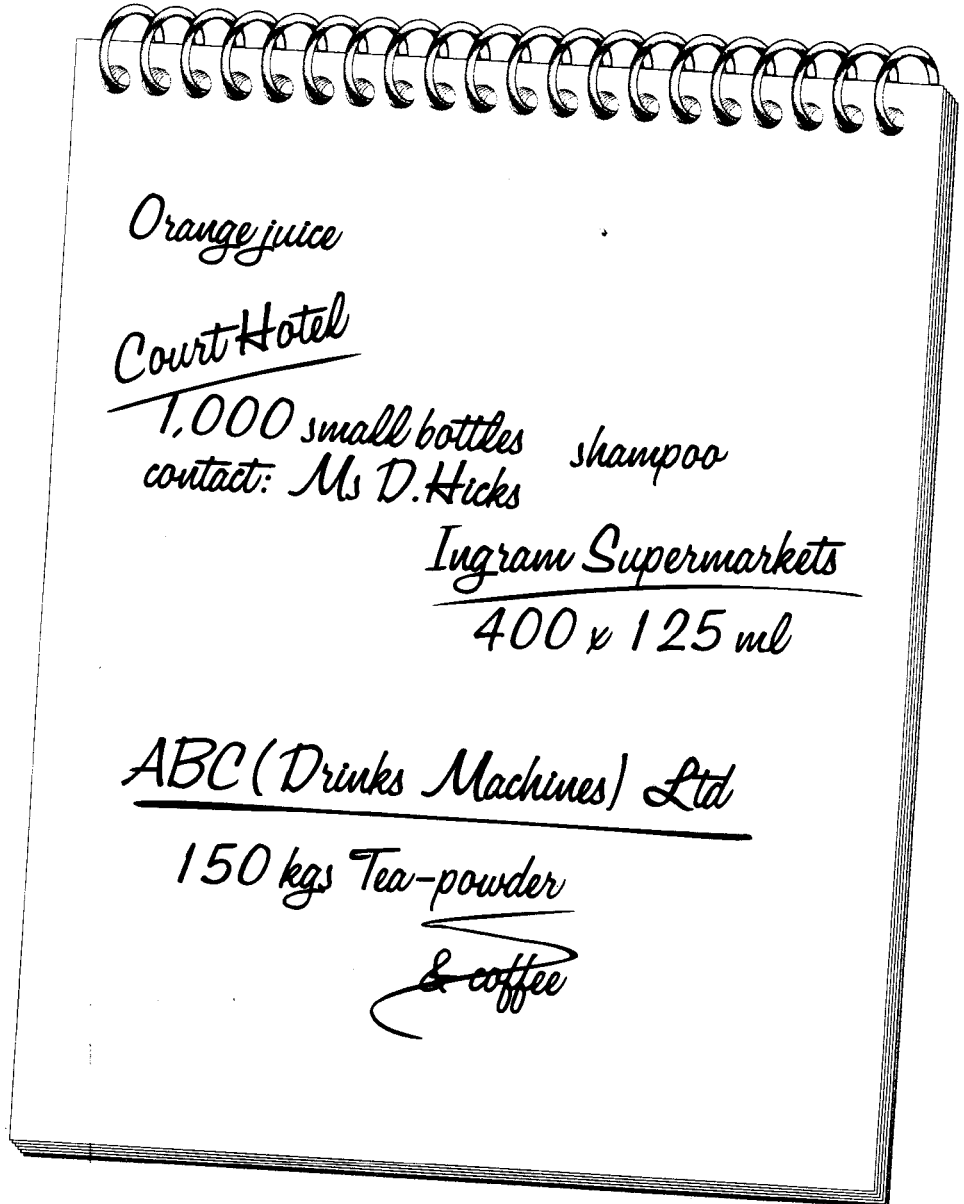 Orange juice
Court Hotel
1,000 small bottles shampoo
contact: Ms D. Hicks
Ingram Supermarkets
400 x 125 ml
ABC (Drinks Machines) Ltd
150 kgs Tea-powder
& coffee